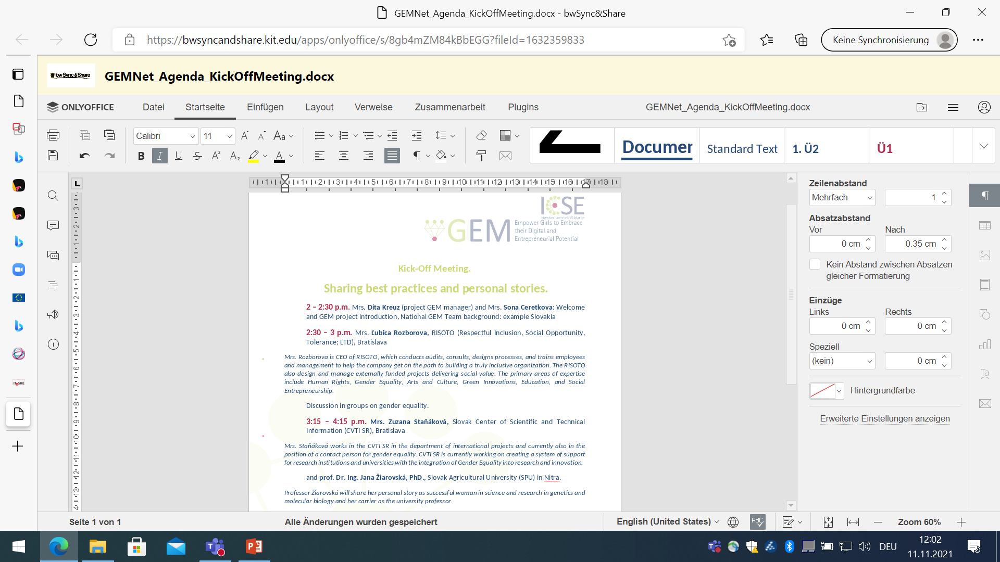 GEMNet_Agenda_KickOffMeeting.docx - bwSync&Share
https://bwsyncandshare.kit.edu/apps/onlyoffice/s/8gb4mZM84kBbEGG?fileId=1632359833
Keine Synchronisierung
bw Sync&Share
GEMNet_Agenda_KickOffMeeting.docx
ONLYOFFICE
Datei
Startseite
Einfügen
Layout
Verweise
Zusammenarbeit
Plugins
GEMNet_Agenda_KickOffMeeting.docx
Calibri
11
Documer
Standard Text
1. Ü2
Ü1
Zeilenabstand
Mehrfach
1
Absatzabstand
Vor
Nach
0 cm
0.35 cm
Kein Abstand zwischen Absätzen
gleicher Formatierung
Einzüge
Links
Rechts
0 cm
0 cm
Speziell
(kein)
0 cm
Hintergrundfarbe
Erweiterte Einstellungen anzeigen
ICSE
International Centre for STEM Education
GEM
Empower Girls to Embrace
their Digital and
Entrepreneurial Potential
Kick-Off Meeting.
Sharing best practices and personal stories.
2 – 2:30 p.m. Mrs. Dita Kreuz (project GEM manager) and Mrs. Sona Ceretkova: Welcome
and GEM project introduction, National GEM Team background: example Slovakia
2:30 – 3 p.m. Mrs. Ľubica Rozborova, RISOTO (Respectful Inclusion, Social Opportunity,
Tolerance; LTD), Bratislava
Mrs. Rozborova is CEO of RISOTO, which conducts audits, consults, designs processes, and trains employees
and management to help the company get on the path to building a truly inclusive organization. The RISOTO
also design and manage externally funded projects delivering social value. The primary areas of expertise
include Human Rights, Gender Equality, Arts and Culture, Green Innovations, Education, and Social
Entrepreneurship.
Discussion in groups on gender equality.
3:15 – 4:15 p.m. Mrs. Zuzana Staňáková, Slovak Center of Scientific and Technical
Information (CVTI SR), Bratislava
Mrs. Staňáková works in the CVTI SR in the department of international projects and currently also in the
position of a contact person for gender equality. CVTI SR is currently working on creating a system of support
for research institutions and universities with the integration of Gender Equality into research and innovation.
and prof. Dr. Ing. Jana Žiarovská, PhD., Slovak Agricultural University (SPU) in Nitra.
Professor Žiarovská will share her personal story as successful woman in science and research in genetics and
molecular biology and her carrier as the university professor.
Seite 1 von 1
Alle Änderungen wurden gespeichert
English (United States)
Zoom 60%
DEU
12:02
11.11.2021